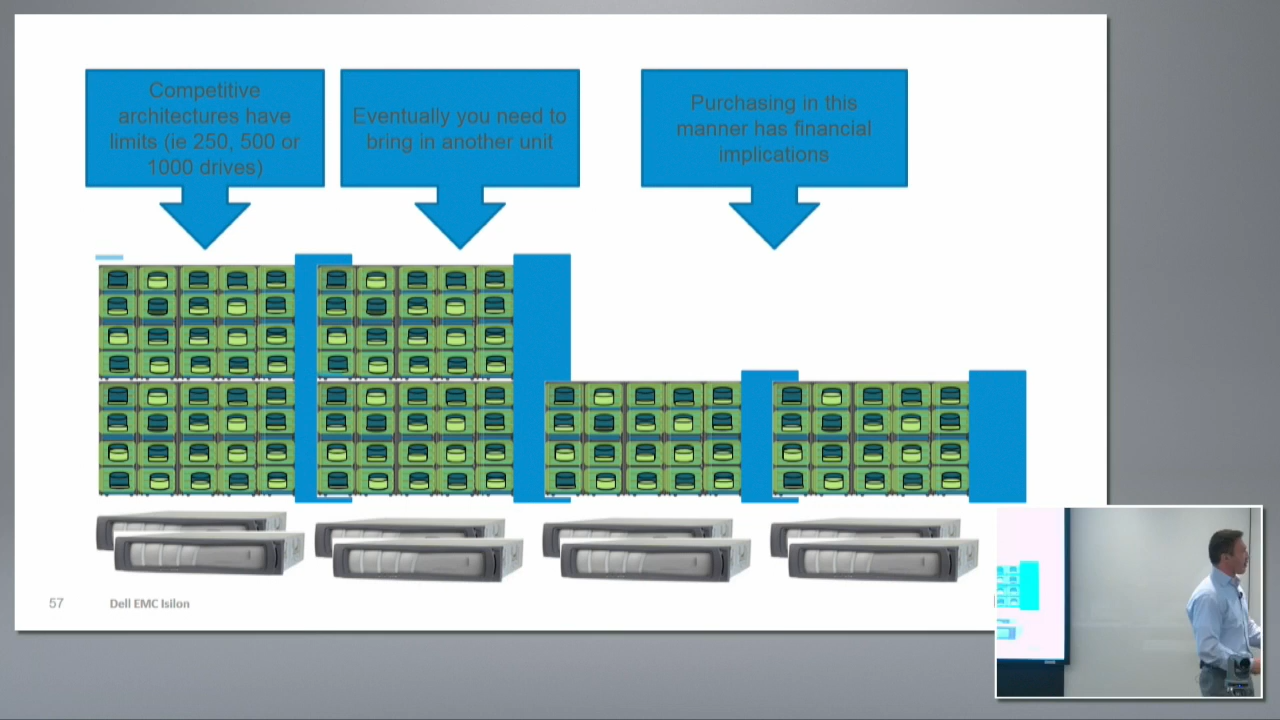 Competitive
architectures have
limits (ie 250, 500 or
1000 drives)
Eventually you need to
bring in another unit
Purchasing in this
manner has financial
implications
57
Dell EMC Isilon